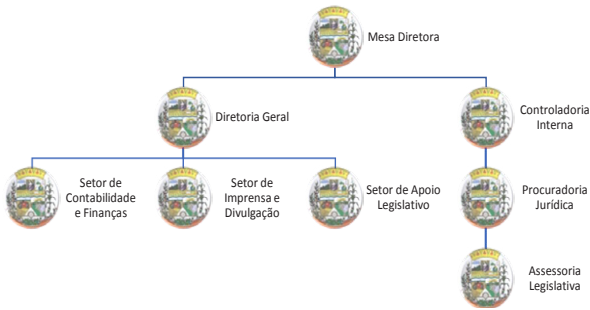 Mesa Diretora
Diretoria Geral
Controladoria
Interna
Setor de
Contabilidade
e Finanças
Setor de
Imprensa e
Divulgação
Setor de Apoio
Legislativo
Procuradoria
Jurídica
Assessoria
Legislativa